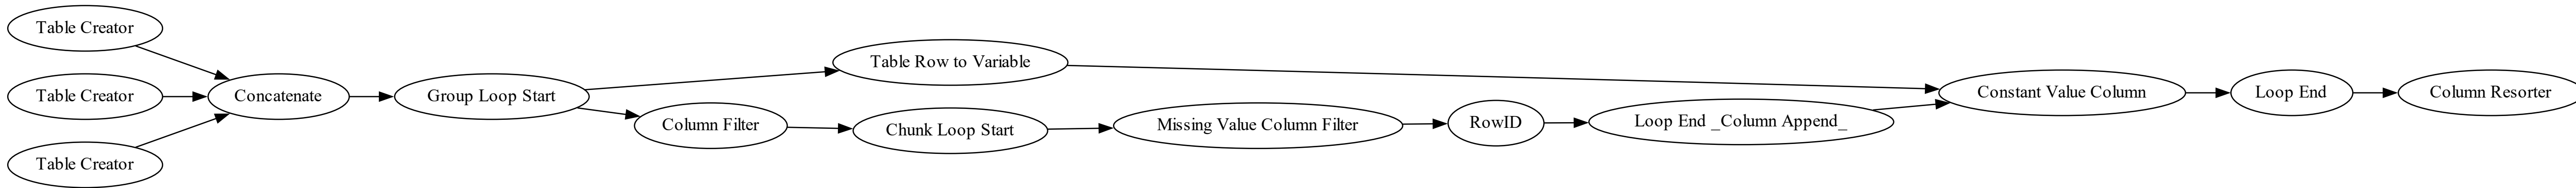 Table Creator
Table Creator
Table Creator
Concatenate
Group Loop Start
Table Row to Variable
Column Filter
Chunk Loop Start
Missing Value Column Filter
RowID
Loop End _Column Append_
Constant Value Column
Loop End
Column Resorter